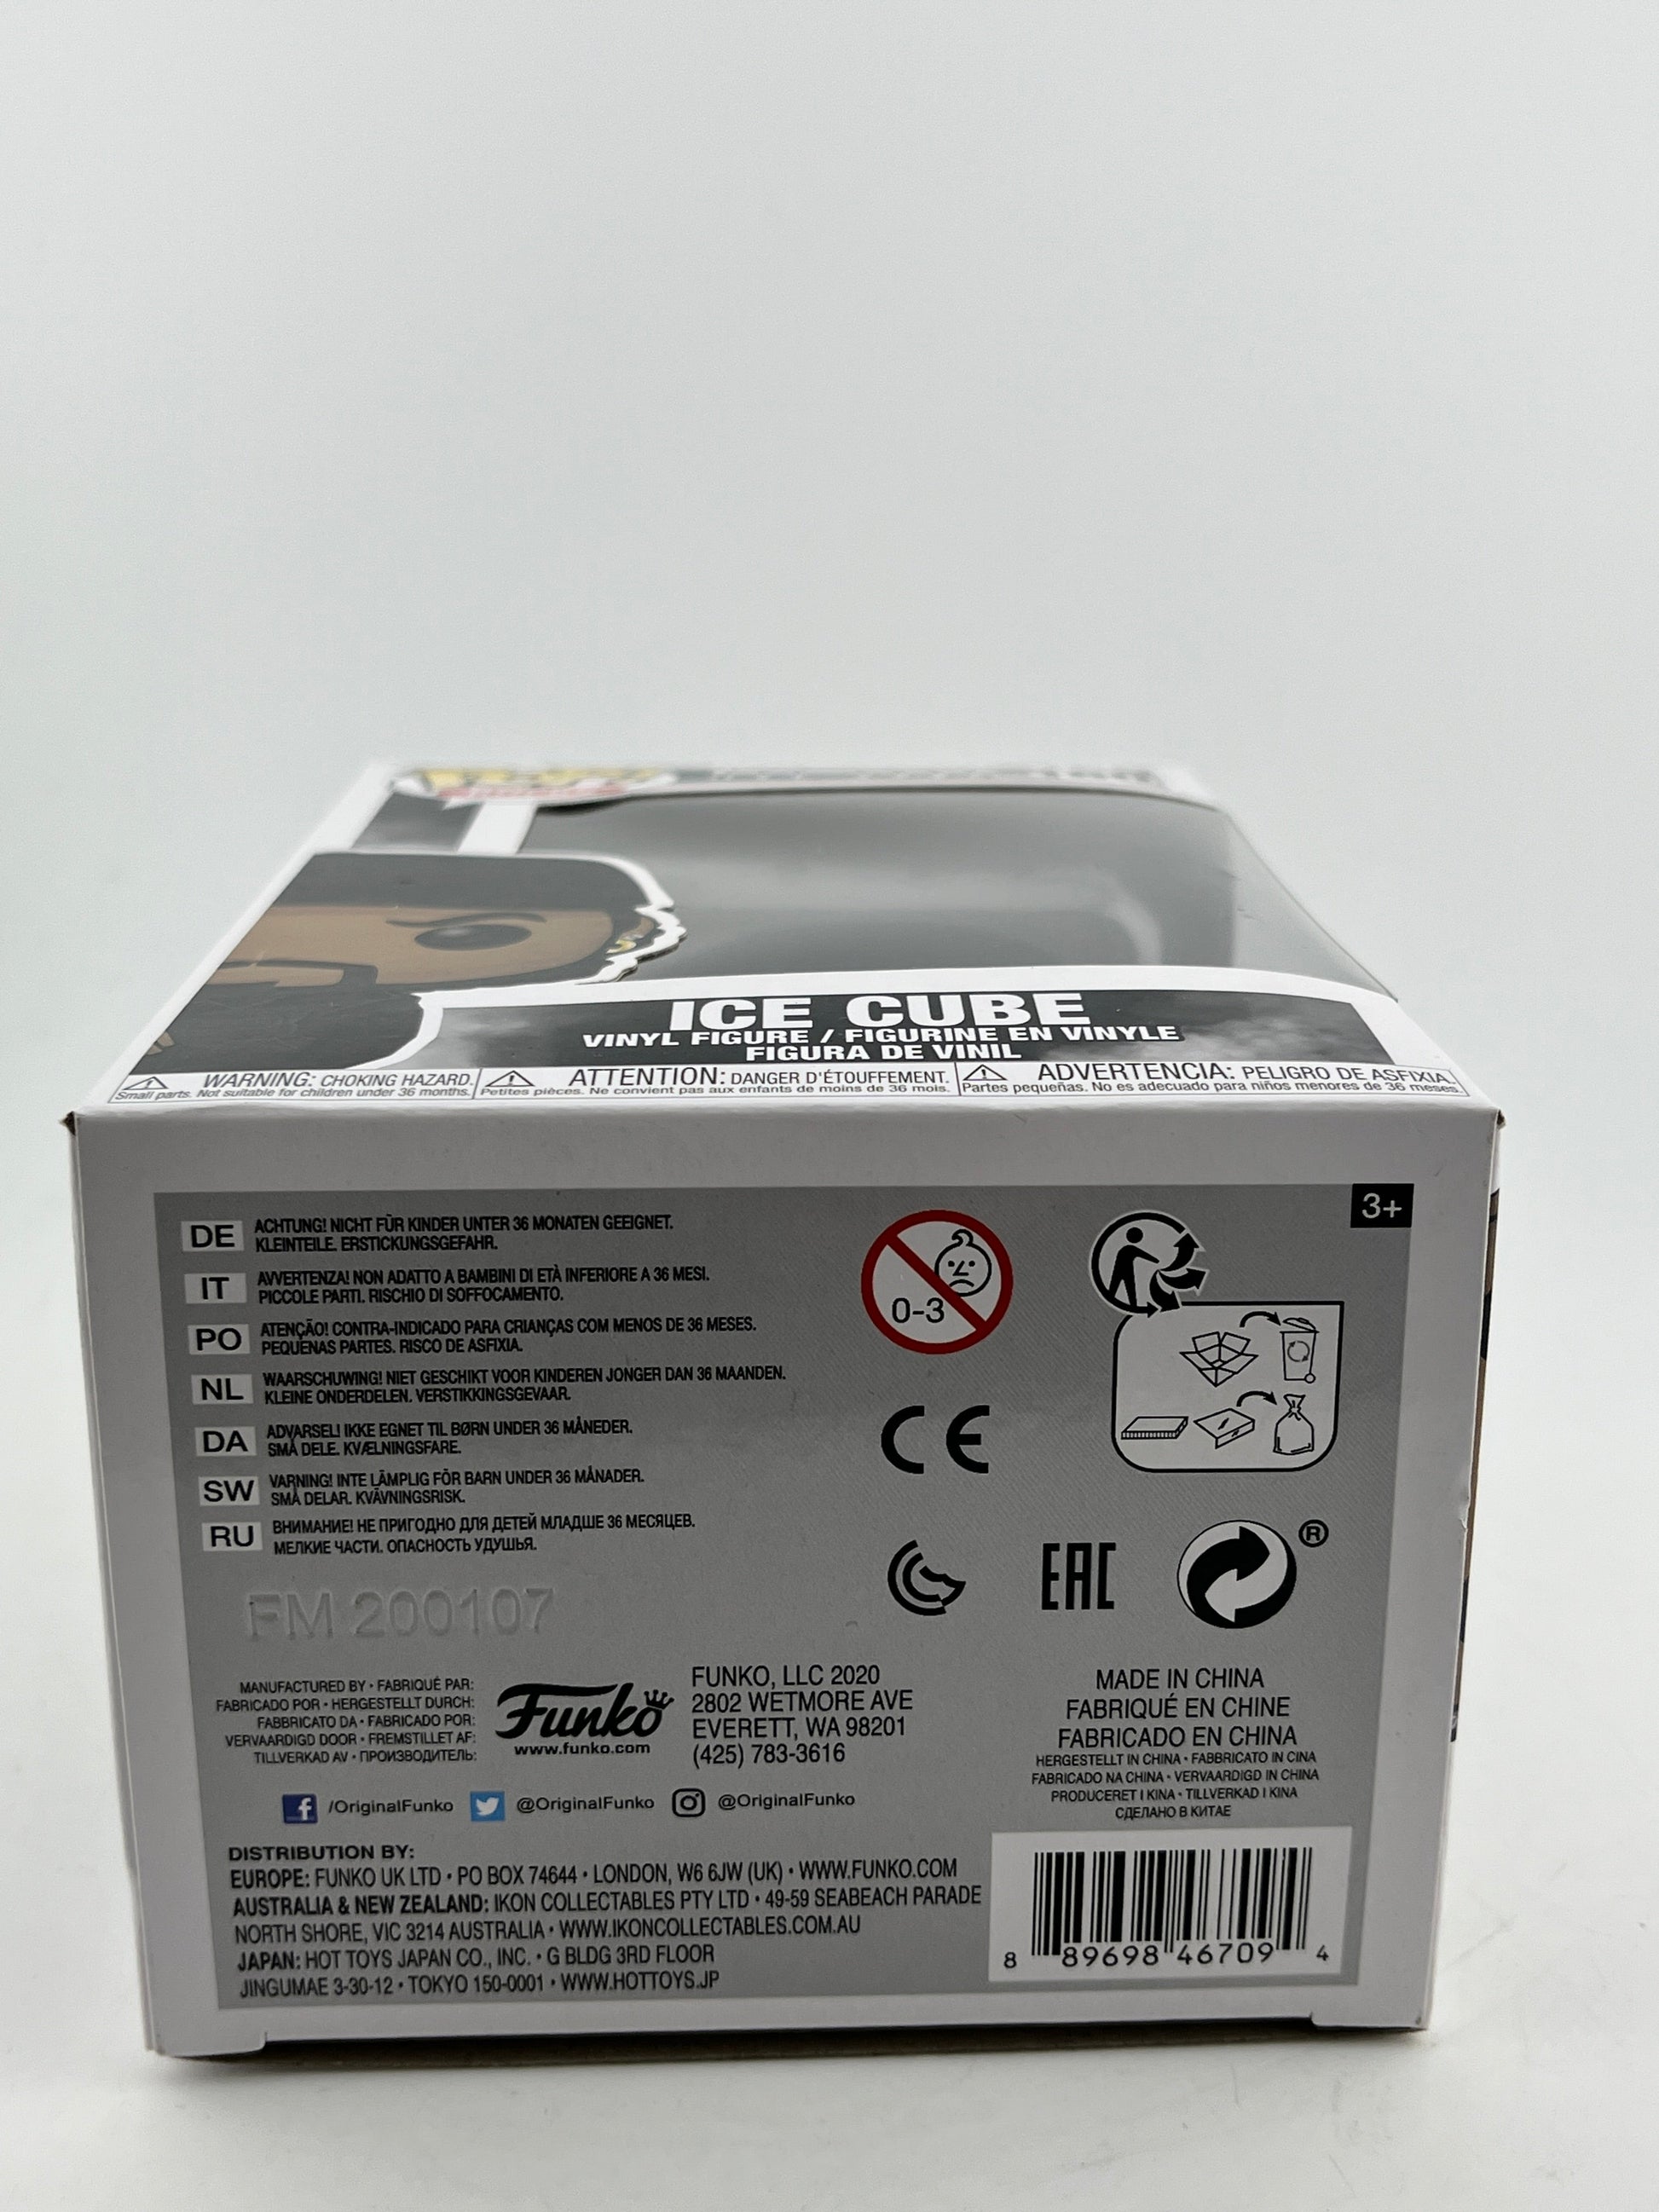 ICE CUBE
VINYL FIGURE / FIGURINE EN VINYLE
FIGURA DE VINIL
WARNING: CHOKING HAZARD.
Small parts. Not suitable for children under 36 months.
ATTENTION: DANGER D'ÉTOUFFEMENT.
Petites pièces. Ne convient pas aux enfants de moins de 36 mois.
ADVERTENCIA: PELIGRO DE ASFIXIA.
Partes pequeñas. No es adecuado para niños menores de 36 meses.
3+
DE ACHTUNG! NICHT FÜR KINDER UNTER 36 MONATEN GEEIGNET.
KLEINTEILE. ERSTICKUNGSGEFAHR.
IT AVVERTENZA! NON ADATTO A BAMBINI DI ETÀ INFERIORE A 36 MESI.
PICCOLE PARTI. RISCHIO DI SOFFOCAMENTO.
PO ATENÇÃO! CONTRA-INDICADO PARA CRIANÇAS COM MENOS DE 36 MESES.
PEQUENAS PARTES. RISCO DE ASFIXIA.
NL WAARSCHUWING! NIET GESCHIKT VOOR KINDEREN JONGER DAN 36 MAANDEN.
KLEINE ONDERDELEN. VERSTIKKINGSGEVAAR.
DA ADVARSEL! IKKE EGNET TIL BØRN UNDER 36 MÅNEDER.
SMÅ DELE. KVÆLNINGSFARE.
SW VARNING! INTE LÄMPLIG FÖR BARN UNDER 36 MÅNADER.
SMÅ DELAR. KVÄVNINGSRISK.
RU ВНИМАНИЕ! НЕ ПРИГОДНО ДЛЯ ДЕТЕЙ МЛАДШЕ 36 МЕСЯЦЕВ.
МЕЛКИЕ ЧАСТИ. ОПАСНОСТЬ УДУШЬЯ.
0-3
CE
EAC
®
FM 200107
MANUFACTURED BY • FABRIQUÉ PAR:
FABRICADO POR • HERGESTELLT DURCH:
FABBRICATO DA • FABRICADO POR:
VERVAARDIGD DOOR • FREMSTILLET AF:
TILLVERKAD AV • ПРОИЗВОДИТЕЛЬ:
Funko
www.funko.com
FUNKO, LLC 2020
2802 WETMORE AVE
EVERETT, WA 98201
(425) 783-3616
MADE IN CHINA
FABRIQUÉ EN CHINE
FABRICADO EN CHINA
HERGESTELLT IN CHINA • FABBRICATO IN CINA
FABRICADO NA CHINA • VERVAARDIGD IN CHINA
PRODUCERET I KINA • TILLVERKAD I KINA
СДЕЛАНО В КИТАЕ
f /OriginalFunko @OriginalFunko @OriginalFunko
DISTRIBUTION BY:
EUROPE: FUNKO UK LTD • PO BOX 74644 • LONDON, W6 6JW (UK) • WWW.FUNKO.COM
AUSTRALIA & NEW ZEALAND: IKON COLLECTABLES PTY LTD • 49-59 SEABEACH PARADE
NORTH SHORE, VIC 3214 AUSTRALIA • WWW.IKONCOLLECTABLES.COM.AU
JAPAN: HOT TOYS JAPAN CO., INC. • G BLDG 3RD FLOOR
JINGUMAE 3-30-12 • TOKYO 150-0001 • WWW.HOTTOYS.JP
8 89698 46709 4